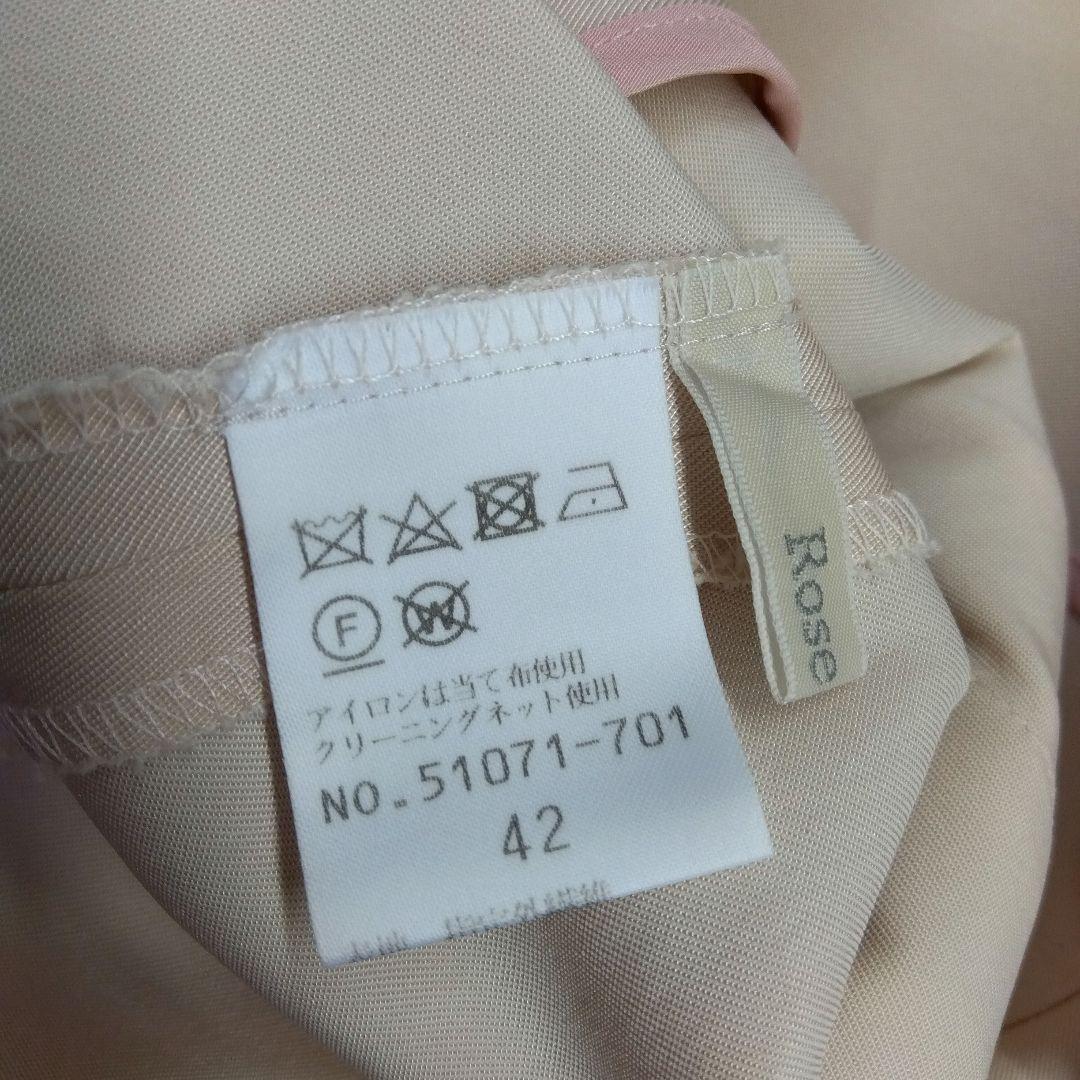 F
W
アイロンは当て布使用
クリーニングネット使用
NO.51071-701
42
Rose